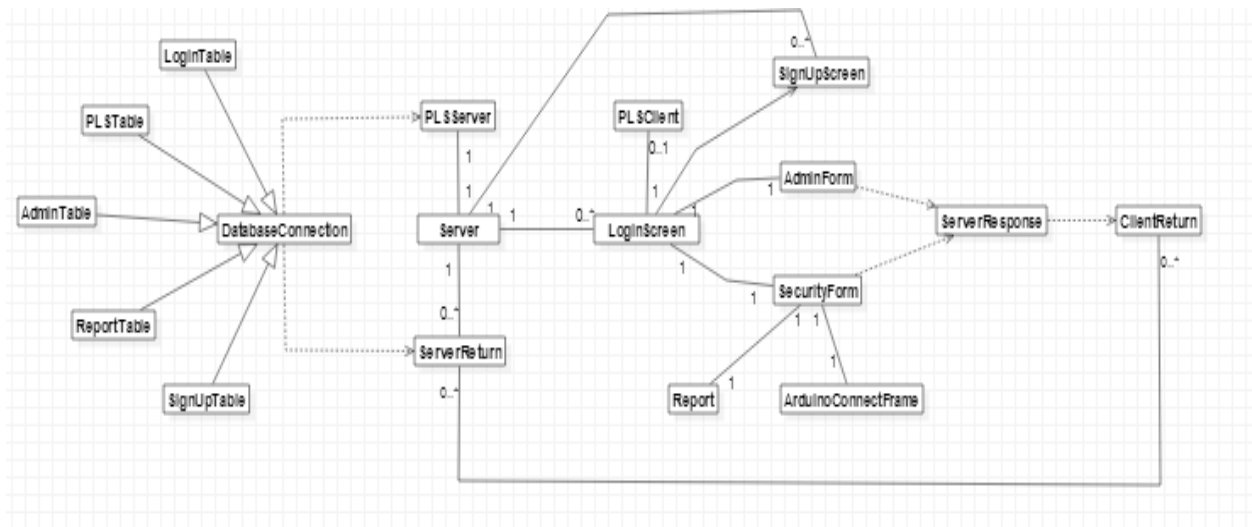 LoginTable
0..*
SignUpScreen
PLSTable
PLSServer
PLSClient
1
0..1
AdminForm
1
1
1
AdminTable
DatabaseConnection
1
1
0..*
1
Server
LoginScreen
ServerResponse
ClientReturn
1
1
0..*
SecurityForm
1
0..*
1
1
ReportTable
ServerReturn
1
1
0..*
SignUpTable
Report
ArduinoConnectFrame